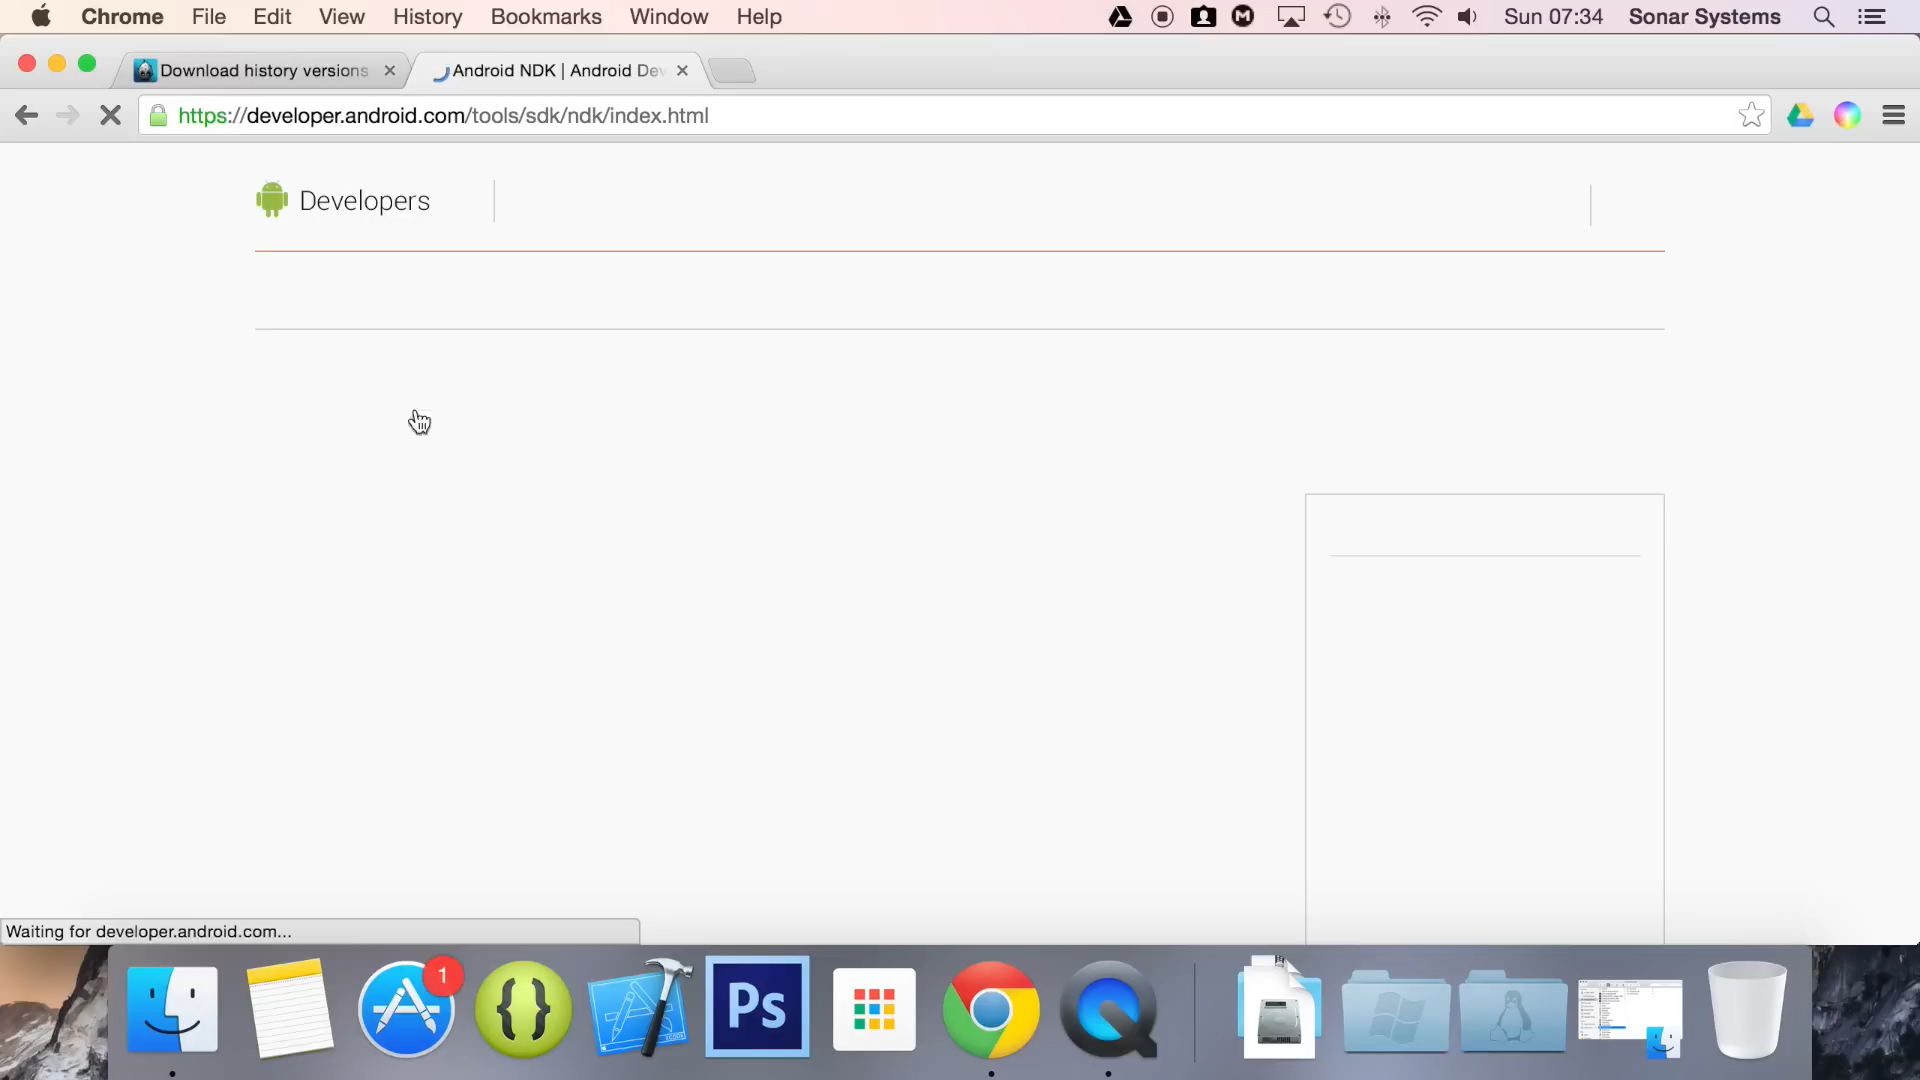 Chrome File Edit View History Bookmarks Window Help Sun 07:34 Sonar Systems
Download history versions Android NDK | Android Dev
https://developer.android.com/tools/sdk/ndk/index.html
Developers
Waiting for developer.android.com...
1
Ps